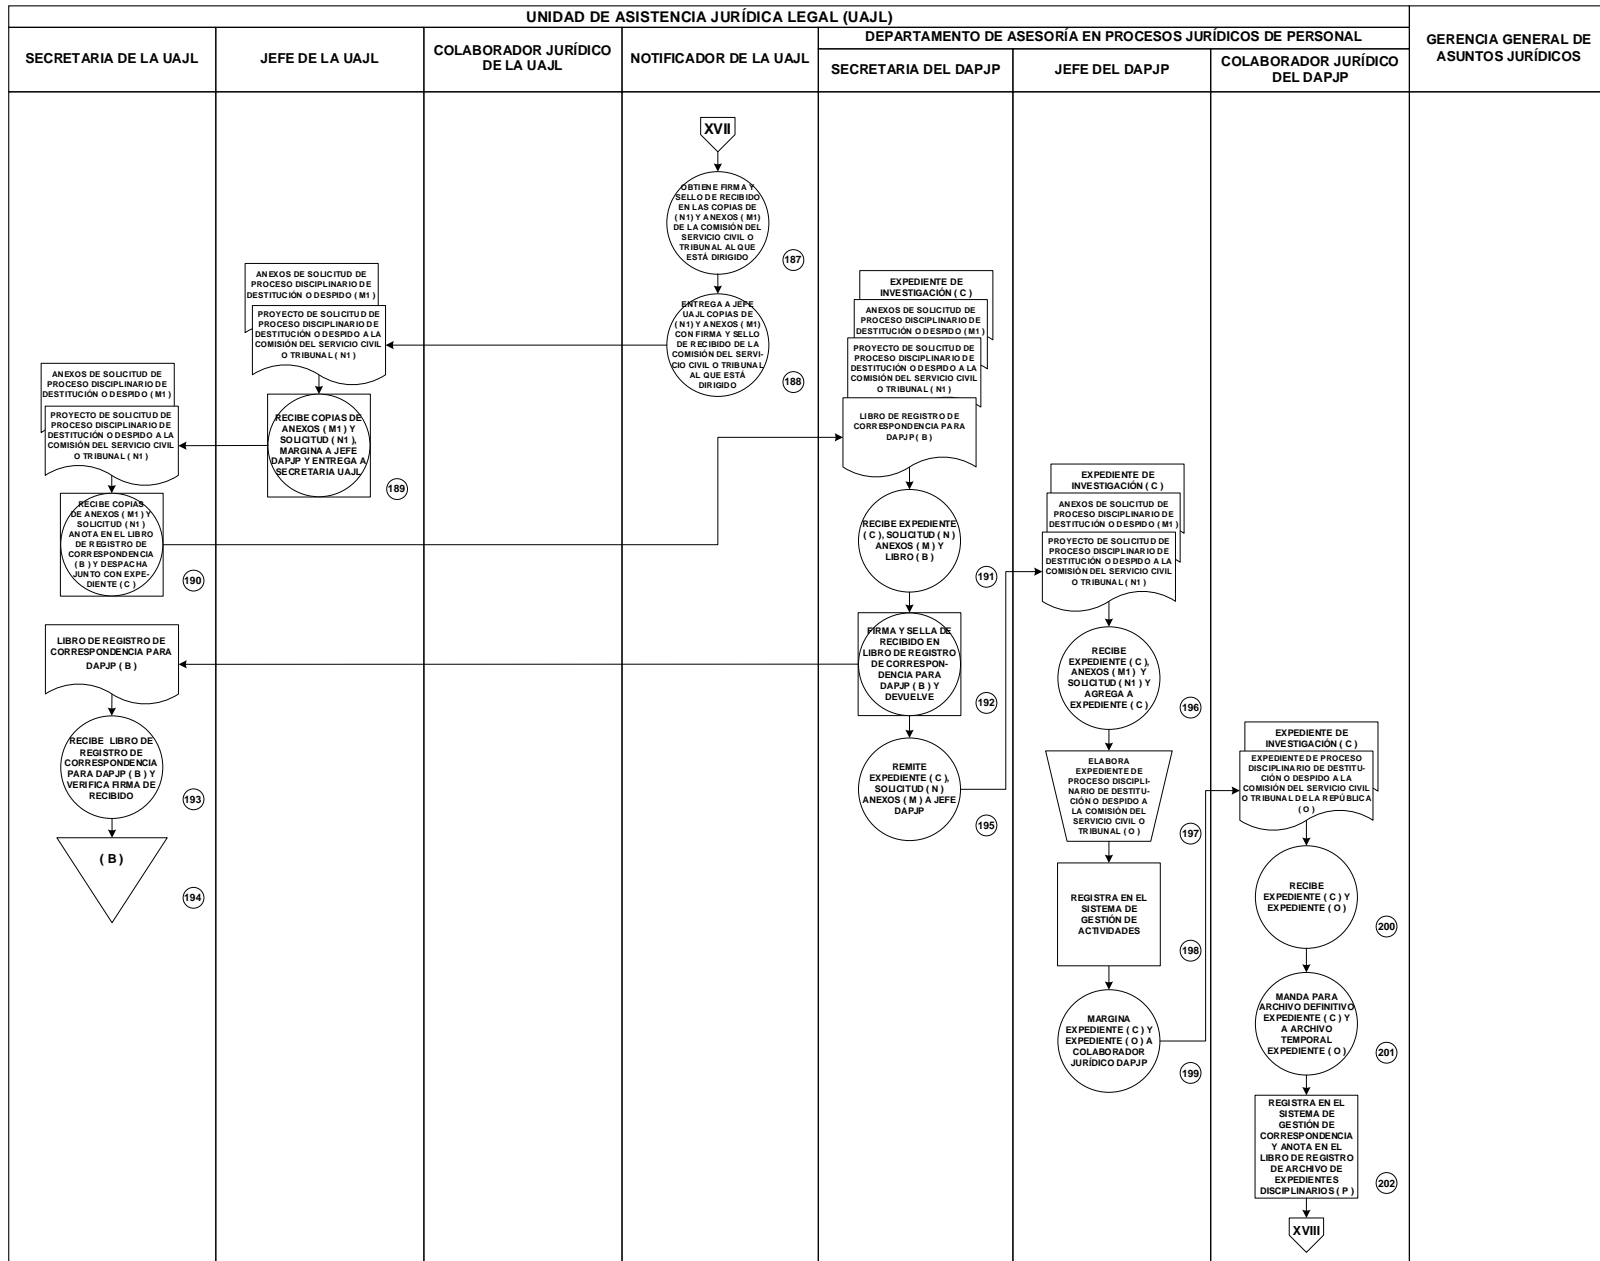 UNIDAD DE ASISTENCIA JURÍDICA LEGAL (UAJL)
SECRETARIA DE LA UAJL
JEFE DE LA UAJL
COLABORADOR JURÍDICO
DE LA UAJL
NOTIFICADOR DE LA UAJL
DEPARTAMENTO DE ASESORÍA EN PROCESOS JURÍDICOS DE PERSONAL
SECRETARIA DEL DAPJP
JEFE DEL DAPJP
COLABORADOR JURÍDICO
DEL DAPJP
GERENCIA GENERAL DE
ASUNTOS JURÍDICOS
XVII
OBTIENE FIRMA Y
SELLO DE RECIBIDO
EN LAS COPIAS DE
( N1) Y ANEXOS ( M1)
DE LA COMISIÓN DEL
SERVICIO CIVIL O
TRIBUNAL AL QUE
ESTÁ DIRIGIDO
187
ENTREGA A JEFE
UAJL COPIAS DE
(N1) Y ANEXOS (M1)
CON FIRMA Y SELLO
DE RECIBIDO DE LA
COMISIÓN DEL SERVI-
CIO CIVIL O TRIBUNAL
AL QUE ESTÁ
DIRIGIDO
188
ANEXOS DE SOLICITUD DE
PROCESO DISCIPLINARIO DE
DESTITUCIÓN O DESPIDO ( M1 )
PROYECTO DE SOLICITUD DE
PROCESO DISCIPLINARIO DE
DESTITUCIÓN O DESPIDO A LA
COMISIÓN DEL SERVICIO CIVIL
O TRIBUNAL ( N1 )
RECIBE COPIAS DE
ANEXOS ( M1 ) Y
SOLICITUD ( N1 ),
MARGINA A JEFE
DAPJP Y ENTREGA A
SECRETARIA UAJL
189
ANEXOS DE SOLICITUD DE
PROCESO DISCIPLINARIO DE
DESTITUCIÓN O DESPIDO ( M1 )
PROYECTO DE SOLICITUD DE
PROCESO DISCIPLINARIO DE
DESTITUCIÓN O DESPIDO A LA
COMISIÓN DEL SERVICIO CIVIL
O TRIBUNAL ( N1 )
RECIBE COPIAS
DE ANEXOS ( M1 ) Y
SOLICITUD ( N1 )
ANOTA EN EL LIBRO
DE REGISTRO DE
CORRESPONDENCIA
( B ) Y DESPACHA
JUNTO CON EXPE-
DIENTE ( C )
190
EXPEDIENTE DE
INVESTIGACIÓN ( C )
ANEXOS DE SOLICITUD DE
PROCESO DISCIPLINARIO DE
DESTITUCIÓN O DESPIDO ( M1 )
PROYECTO DE SOLICITUD DE
PROCESO DISCIPLINARIO DE
DESTITUCIÓN O DESPIDO A LA
COMISIÓN DEL SERVICIO CIVIL
O TRIBUNAL ( N1 )
LIBRO DE REGISTRO DE
CORRESPONDENCIA PARA
DAPJP ( B )
RECIBE EXPEDIENTE
( C ), SOLICITUD ( N )
ANEXOS ( M ) Y
LIBRO ( B )
191
FIRMA Y SELLA DE
RECIBIDO EN
LIBRO DE REGISTRO
DE CORRESPON-
DENCIA PARA
DAPJP ( B ) Y
DEVUELVE
192
LIBRO DE REGISTRO DE
CORRESPONDENCIA PARA
DAPJP ( B )
RECIBE LIBRO DE
REGISTRO DE
CORRESPONDENCIA
PARA DAPJP ( B ) Y
VERIFICA FIRMA DE
RECIBIDO
193
( B )
194
REMITE
EXPEDIENTE ( C ),
SOLICITUD ( N )
ANEXOS ( M ) A JEFE
DAPJP
195
EXPEDIENTE DE
INVESTIGACIÓN ( C )
ANEXOS DE SOLICITUD DE
PROCESO DISCIPLINARIO DE
DESTITUCIÓN O DESPIDO ( M1 )
PROYECTO DE SOLICITUD DE
PROCESO DISCIPLINARIO DE
DESTITUCIÓN O DESPIDO A LA
COMISIÓN DEL SERVICIO CIVIL
O TRIBUNAL ( N1 )
RECIBE
EXPEDIENTE ( C ),
ANEXOS ( M1 ) Y
SOLICITUD ( N1 ) Y
AGREGA A
EXPEDIENTE ( C )
196
ELABORA
EXPEDIENTE DE
PROCESO DISCIPLI-
NARIO DE DESTITU-
CIÓN O DESPIDO A
LA COMISIÓN DEL
SERVICIO CIVIL O
TRIBUNAL ( O )
197
REGISTRA EN EL
SISTEMA DE
GESTIÓN DE
ACTIVIDADES
198
MARGINA
EXPEDIENTE ( C ) Y
EXPEDIENTE ( O ) A
COLABORADOR
JURÍDICO DAPJP
199
EXPEDIENTE DE
INVESTIGACIÓN ( C )
EXPEDIENTE DE PROCESO
DISCIPLINARIO DE DESTITU-
CIÓN O DESPIDO A LA
COMISIÓN DEL SERVICIO CIVIL
O TRIBUNAL DE LA REPÚBLICA
( O )
RECIBE
EXPEDIENTE ( C ) Y
EXPEDIENTE ( O )
200
MANDA PARA
ARCHIVO DEFINITIVO
EXPEDIENTE ( C ) Y
A ARCHIVO
TEMPORAL
EXPEDIENTE ( O )
201
REGISTRA EN EL
SISTEMA DE
GESTIÓN DE
CORRESPONDENCIA
Y ANOTA EN EL
LIBRO DE REGISTRO
DE ARCHIVO DE
EXPEDIENTES
DISCIPLINARIOS ( P )
202
XVIII